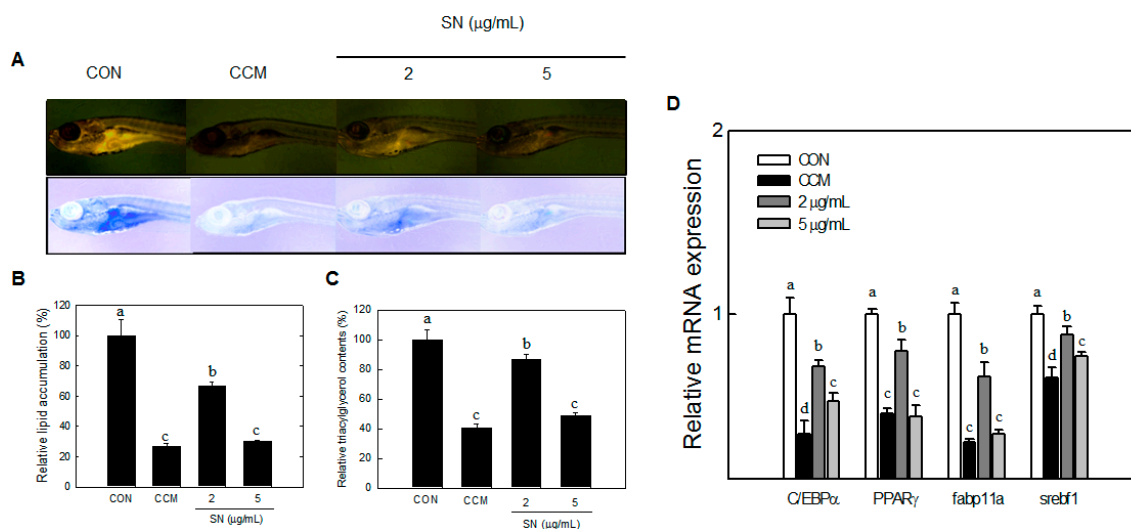 SN (μg/mL)
A
CON CCM 2 5
B
Relative lipid accumulation (%)
120
100
80
60
40
20
0
a
c
b
c
CON CCM 2 5
SN (μg/mL)
C
Relative triacylglycerol contents (%)
120
100
80
60
40
20
0
a
c
b
c
CON CCM 2 5
SN (μg/mL)
D
Relative mRNA expression
2
1
CON
CCM
2 μg/mL
5 μg/mL
a d b c
a c b c
a c b c
a d b c
C/EBPα PPARγ fabp11a srebf1